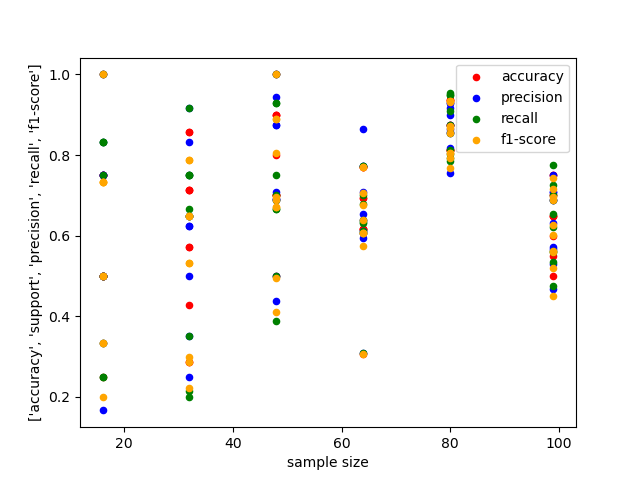 ['accuracy', 'support', 'precision', 'recall', 'f1-score']
1.0
0.8
0.6
0.4
0.2
accuracy
precision
recall
f1-score
20 40 60 80 100
sample size